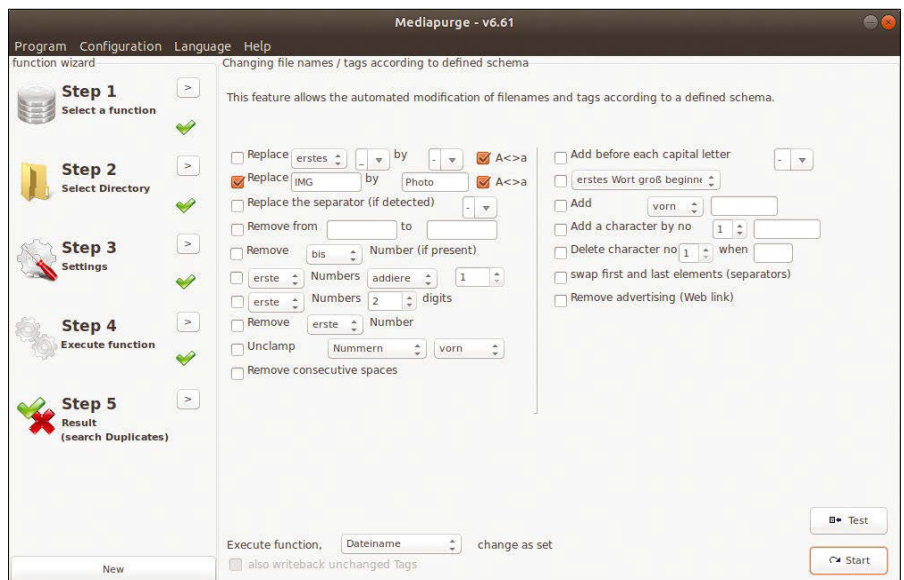 Mediapurge - v6.61
Program Configuration Language Help
function wizard
Step 1
Select a function
>
Step 2
Select Directory
>
Step 3
Settings
>
Step 4
Execute function
>
Step 5
Result
(search Duplicates)
>
New
Changing file names / tags according to defined schema
This feature allows the automated modification of filenames and tags according to a defined schema.
Replace erstes _ by - A<>a
Replace IMG by Photo A<>a
Replace the separator (if detected) -
Remove from to
Remove bis Number (if present)
erste Numbers addiere 1
erste Numbers 2 digits
Remove erste Number
Unclamp Nummern vorn
Remove consecutive spaces
Add before each capital letter -
erstes Wort groß beginne
Add vorn
Add a character by no 1
Delete character no 1 when
swap first and last elements (separators)
Remove advertising (Web link)
Test
Execute function, Dateiname change as set
also writeback unchanged Tags
Start